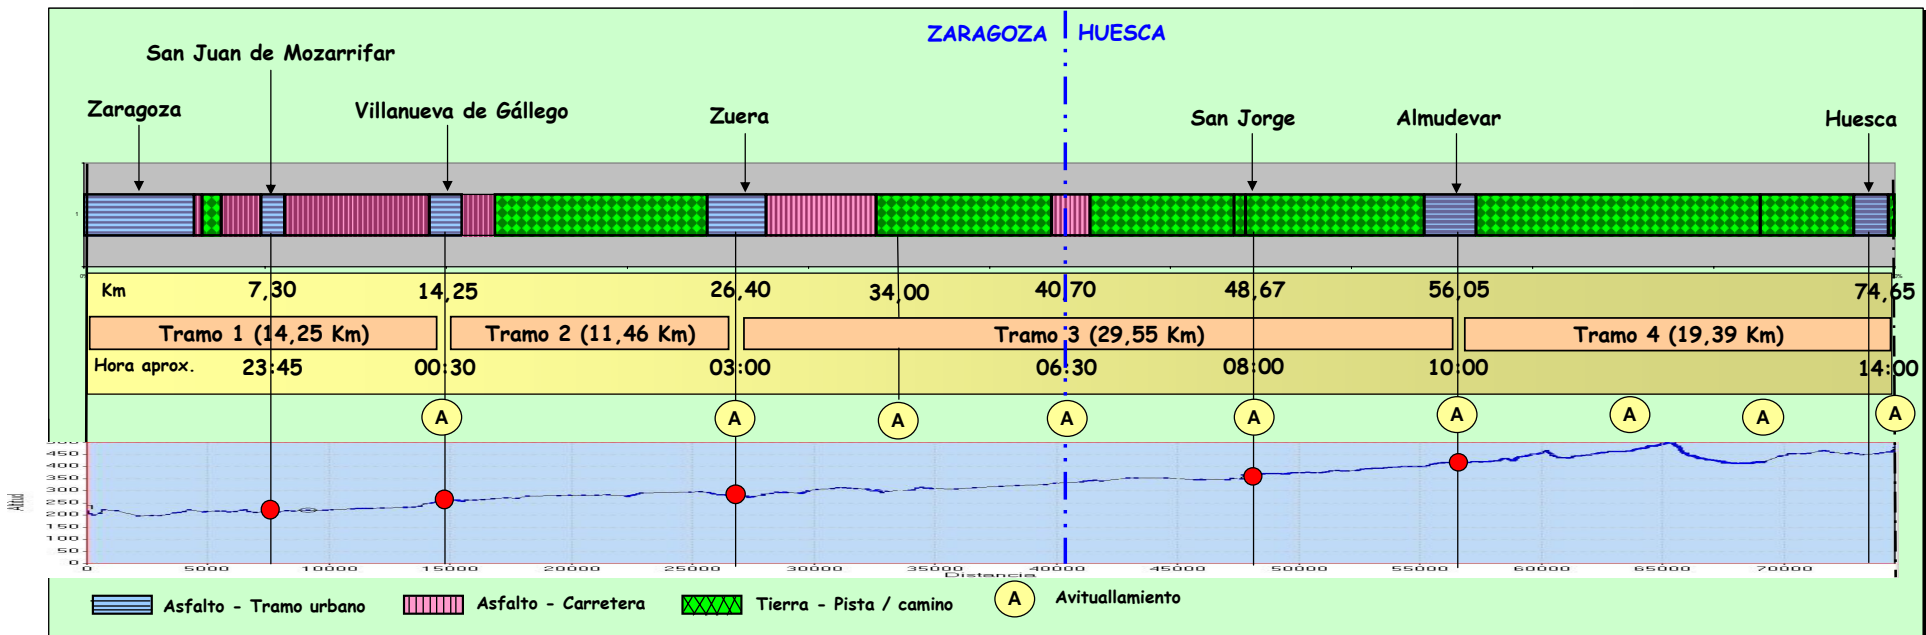 ZARAGOZA HUESCA
San Juan de Mozarrifar
Zaragoza
Villanueva de Gállego
Zuera
San Jorge
Almudevar
Huesca
Km 7,30 14,25 26,40 34,00 40,70 48,67 56,05 74,65
Tramo 1 (14,25 Km) Tramo 2 (11,46 Km) Tramo 3 (29,55 Km) Tramo 4 (19,39 Km)
Hora aprox. 23:45 00:30 03:00 06:30 08:00 10:00 14:00
A A A A A A A A A
450
400
350
300
250
200
150
100
50
0
0 5000 10000 15000 20000 25000 30000 35000 40000 45000 50000 55000 60000 65000 70000
Distancia
Asfalto - Tramo urbano
Asfalto - Carretera
Tierra - Pista / camino
A Avituallamiento